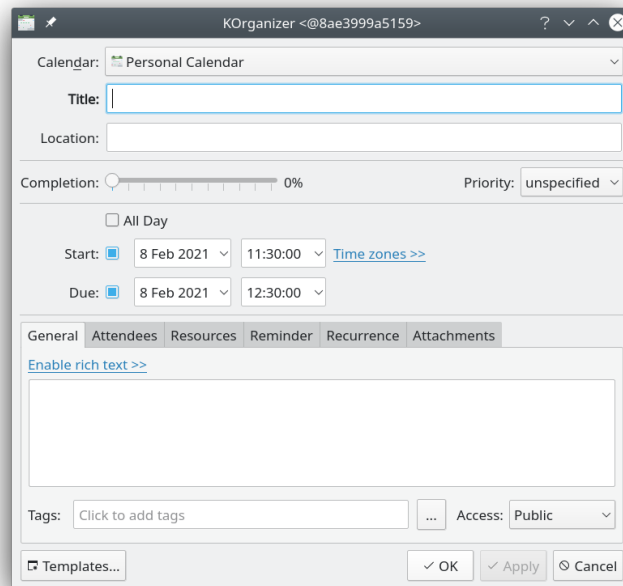 KOrganizer <@8ae3999a5159>
Calendar: Personal Calendar
Title:
Location:
Completion: 0% Priority: unspecified
All Day
Start: 8 Feb 2021 11:30:00 Time zones >>
Due: 8 Feb 2021 12:30:00
General Attendees Resources Reminder Recurrence Attachments
Enable rich text >>
Tags: Click to add tags ... Access: Public
Templates... OK Apply Cancel